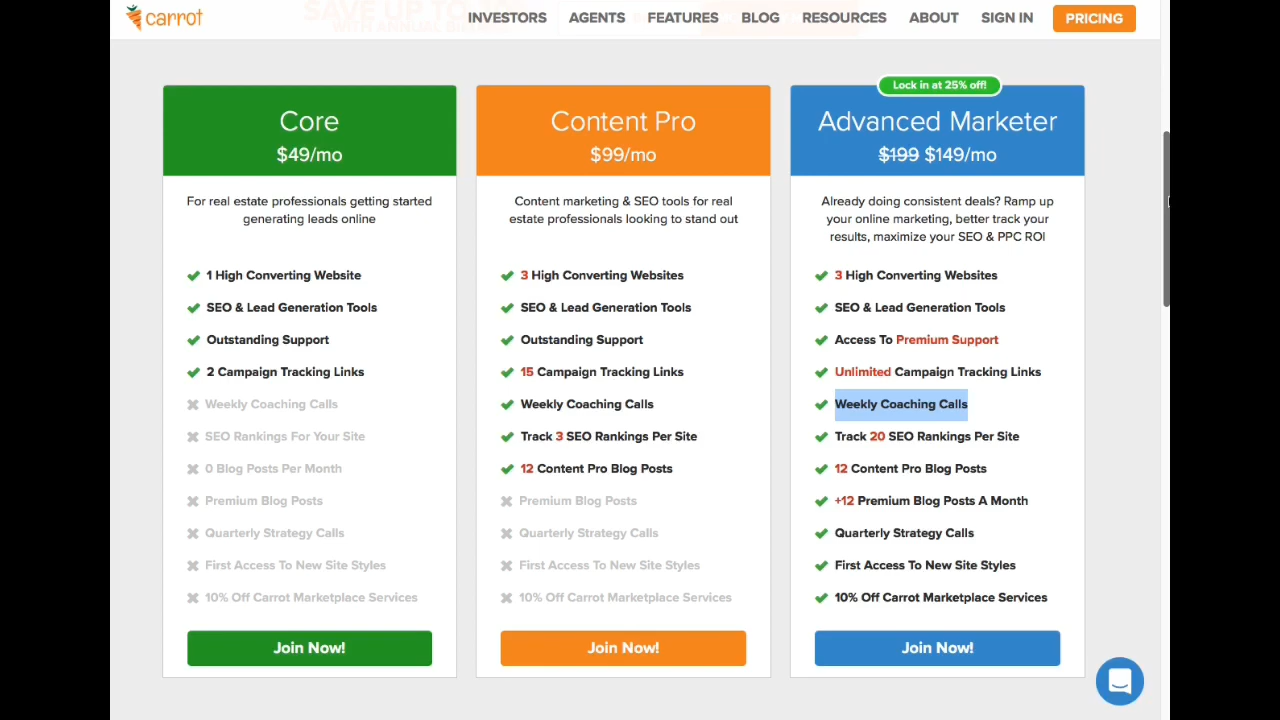 carrot
INVESTORS AGENTS FEATURES BLOG RESOURCES ABOUT SIGN IN PRICING
Core
$49/mo
For real estate professionals getting started
generating leads online
1 High Converting Website
SEO & Lead Generation Tools
Outstanding Support
2 Campaign Tracking Links
Weekly Coaching Calls
SEO Rankings For Your Site
0 Blog Posts Per Month
Premium Blog Posts
Quarterly Strategy Calls
First Access To New Site Styles
10% Off Carrot Marketplace Services
Join Now!
Content Pro
$99/mo
Content marketing & SEO tools for real
estate professionals looking to stand out
3 High Converting Websites
SEO & Lead Generation Tools
Outstanding Support
15 Campaign Tracking Links
Weekly Coaching Calls
Track 3 SEO Rankings Per Site
12 Content Pro Blog Posts
Premium Blog Posts
Quarterly Strategy Calls
First Access To New Site Styles
10% Off Carrot Marketplace Services
Join Now!
Lock in at 25% off!
Advanced Marketer
$199 $149/mo
Already doing consistent deals? Ramp up
your online marketing, better track your
results, maximize your SEO & PPC ROI
3 High Converting Websites
SEO & Lead Generation Tools
Access To Premium Support
Unlimited Campaign Tracking Links
Weekly Coaching Calls
Track 20 SEO Rankings Per Site
12 Content Pro Blog Posts
+12 Premium Blog Posts A Month
Quarterly Strategy Calls
First Access To New Site Styles
10% Off Carrot Marketplace Services
Join Now!